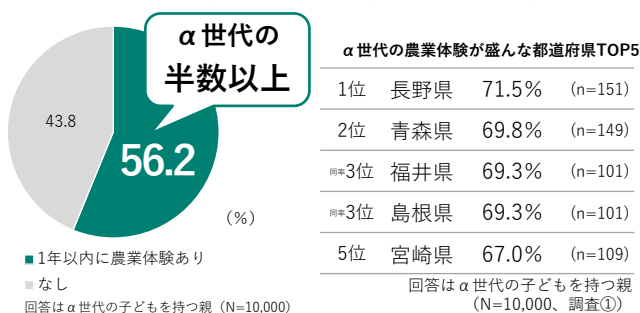 α世代の
半数以上
43.8
56.2
（%）
■1年以内に農業体験あり
■なし
回答はα世代の子どもを持つ親（N=10,000）
α世代の農業体験が盛んな都道府県TOP5
1位 長野県 71.5% (n=151)
2位 青森県 69.8% (n=149)
同率3位 福井県 69.3% (n=101)
同率3位 島根県 69.3% (n=101)
5位 宮崎県 67.0% (n=109)
回答はα世代の子どもを持つ親
（N=10,000、調査①）